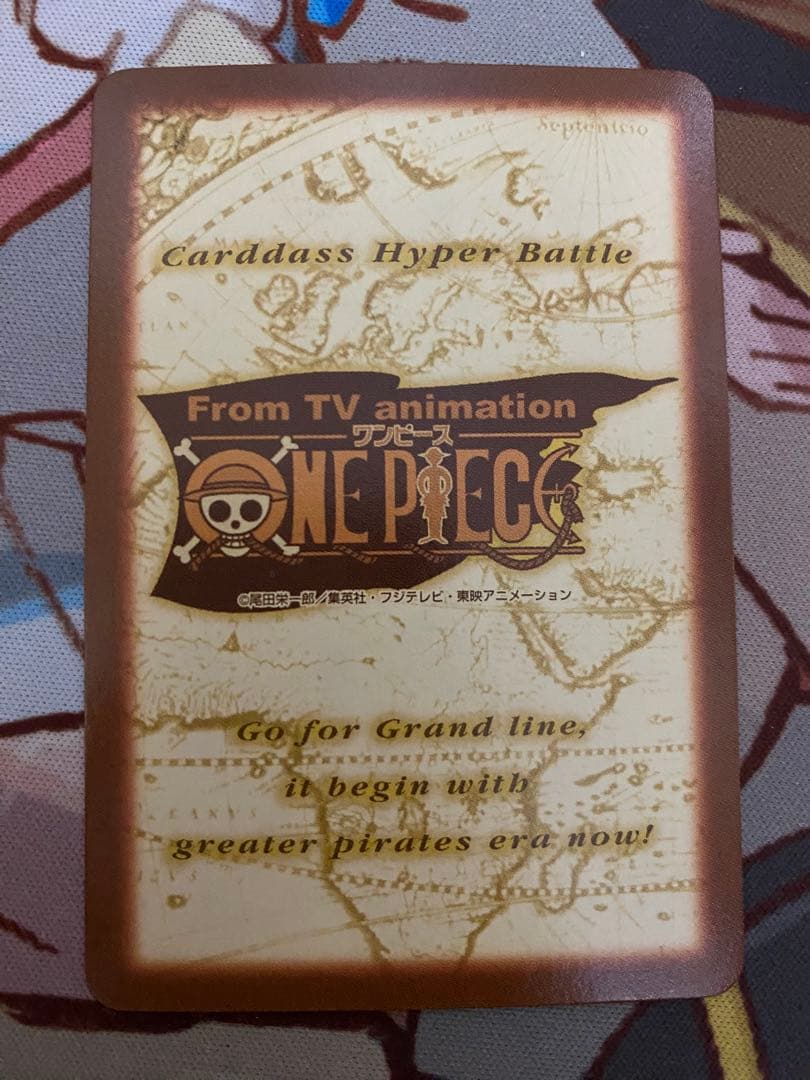 Septentrio
Carddass Hyper Battle
From TV animation
ワンピース
ONE PIECE
©尾田栄一郎／集英社・フジテレビ・東映アニメーション
Go for Grand line,
it begin with
greater pirates era now!